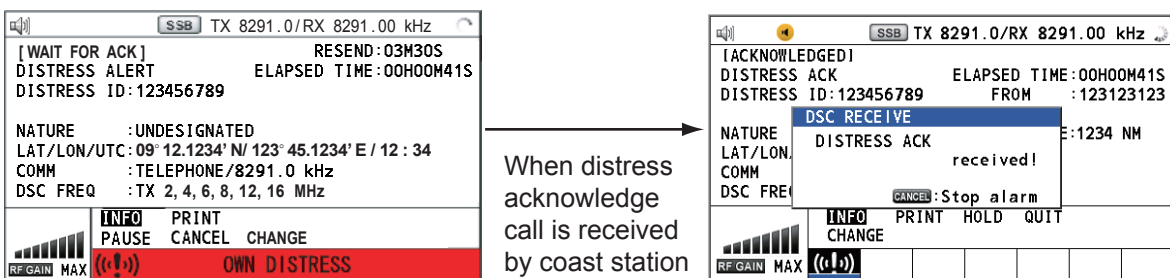 SSB TX 8291.0/RX 8291.00 kHz
[WAIT FOR ACK] RESEND:03M30S
DISTRESS ALERT ELAPSED TIME:00H00M41S
DISTRESS ID:123456789
NATURE :UNDESIGNATED
LAT/LON/UTC:09°12.1234'N/ 123°45.1234'E / 12 : 34
COMM :TELEPHONE/8291.0 kHz
DSC FREQ :TX 2, 4, 6, 8, 12, 16 MHz
INFO PRINT
PAUSE CANCEL CHANGE
RF GAIN MAX OWN DISTRESS
When distress
acknowledge
call is received
by coast station
SSB TX 8291.0/RX 8291.00 kHz
[ACKNOWLEDGED]
DISTRESS ACK ELAPSED TIME:00H00M41S
DISTRESS ID:123456789 FROM :123123123
DSC RECEIVE
NATURE E:1234 NM
DISTRESS ACK
LAT/LON
received!
COMM
DSC FRE
CANCEL:Stop alarm
INFO PRINT HOLD QUIT
CHANGE
RF GAIN MAX